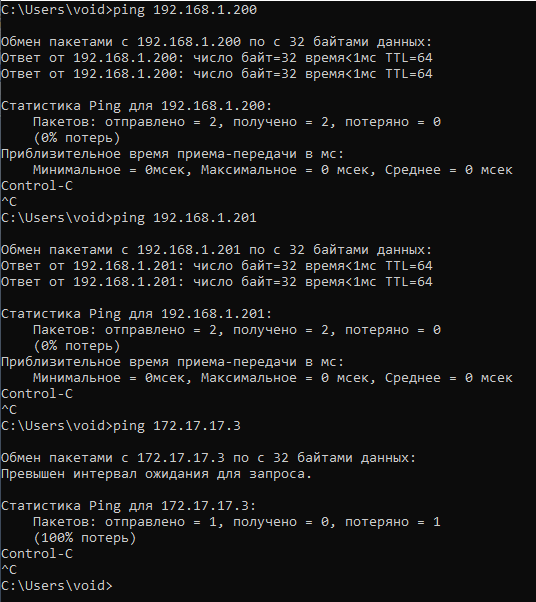 C:\Users\void>ping 192.168.1.200
Обмен пакетами с 192.168.1.200 по с 32 байтами данных:
Ответ от 192.168.1.200: число байт=32 время<1мс TTL=64
Ответ от 192.168.1.200: число байт=32 время<1мс TTL=64
Статистика Ping для 192.168.1.200:
    Пакетов: отправлено = 2, получено = 2, потеряно = 0
    (0% потерь)
Приблизительное время приема-передачи в мс:
    Минимальное = 0мсек, Максимальное = 0 мсек, Среднее = 0 мсек
Control-C
^C
C:\Users\void>ping 192.168.1.201
Обмен пакетами с 192.168.1.201 по с 32 байтами данных:
Ответ от 192.168.1.201: число байт=32 время<1мс TTL=64
Ответ от 192.168.1.201: число байт=32 время<1мс TTL=64
Статистика Ping для 192.168.1.201:
    Пакетов: отправлено = 2, получено = 2, потеряно = 0
    (0% потерь)
Приблизительное время приема-передачи в мс:
    Минимальное = 0мсек, Максимальное = 0 мсек, Среднее = 0 мсек
Control-C
^C
C:\Users\void>ping 172.17.17.3
Обмен пакетами с 172.17.17.3 по с 32 байтами данных:
Превышен интервал ожидания для запроса.
Статистика Ping для 172.17.17.3:
    Пакетов: отправлено = 1, получено = 0, потеряно = 1
    (100% потерь)
Control-C
^C
C:\Users\void>